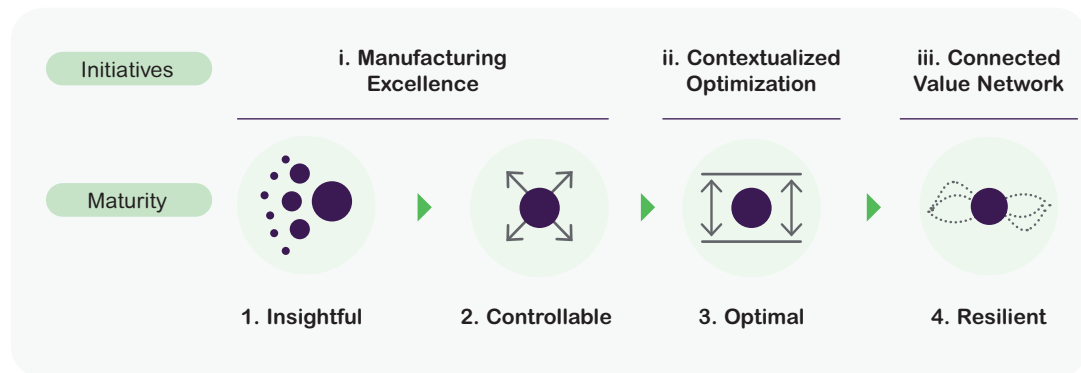 Initiatives
i. Manufacturing
Excellence
ii. Contextualized
Optimization
iii. Connected
Value Network
Maturity
1. Insightful
2. Controllable
3. Optimal
4. Resilient